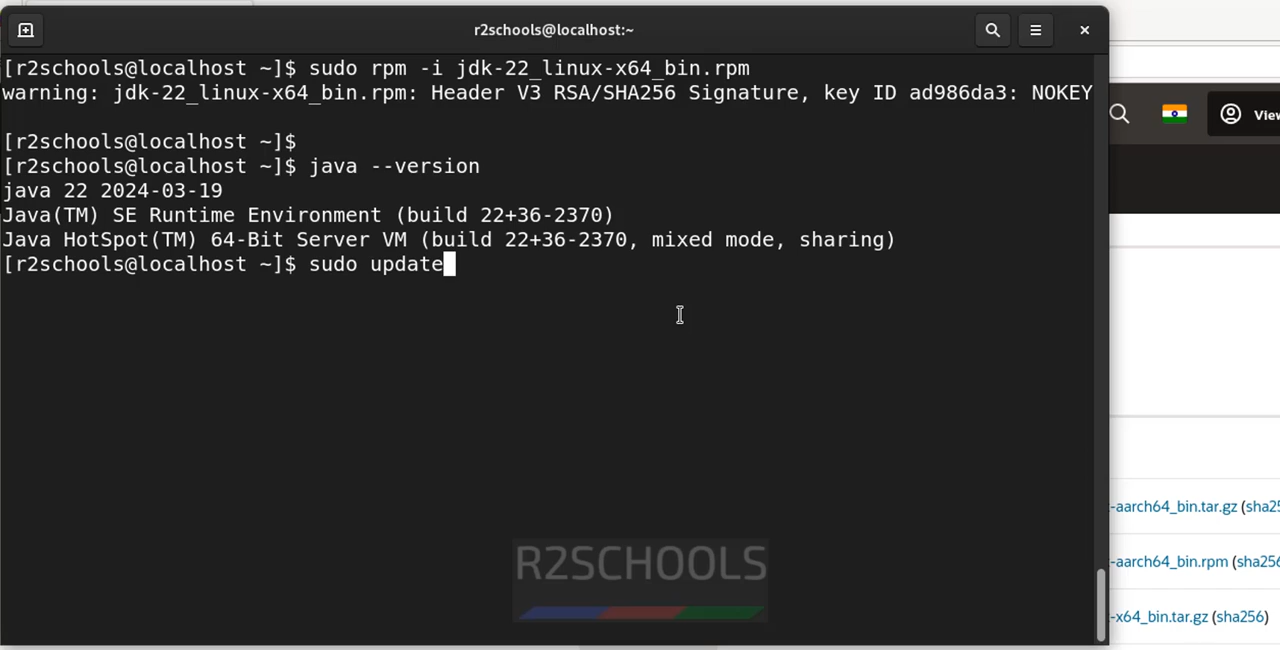 r2schools@localhost:~
[r2schools@localhost ~]$ sudo rpm -i jdk-22_linux-x64_bin.rpm
warning: jdk-22_linux-x64_bin.rpm: Header V3 RSA/SHA256 Signature, key ID ad986da3: NOKEY
[r2schools@localhost ~]$
[r2schools@localhost ~]$ java --version
java 22 2024-03-19
Java(TM) SE Runtime Environment (build 22+36-2370)
Java HotSpot(TM) 64-Bit Server VM (build 22+36-2370, mixed mode, sharing)
[r2schools@localhost ~]$ sudo update
R2SCHOOLS
-aarch64_bin.tar.gz (sha25
-aarch64_bin.rpm (sha256
-x64_bin.tar.gz (sha256)